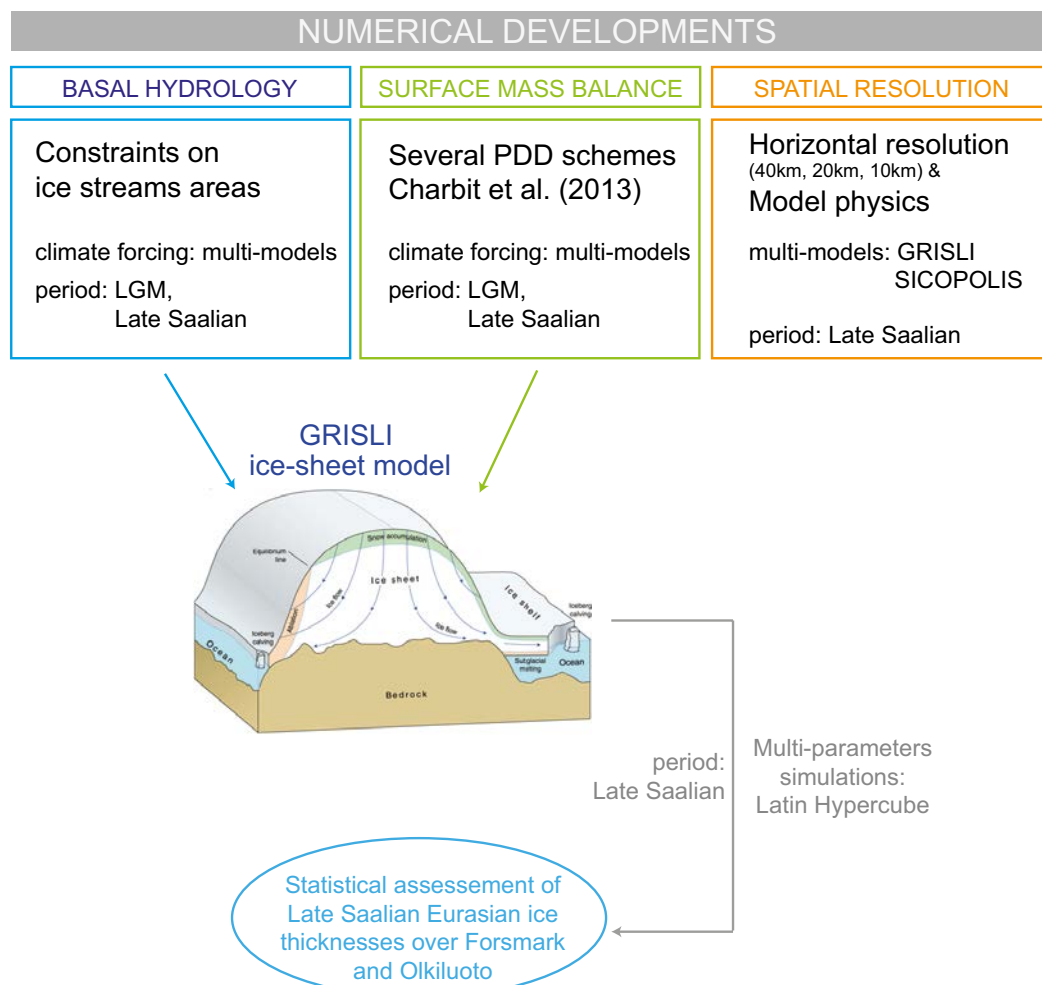 NUMERICAL DEVELOPMENTS
BASAL HYDROLOGY
Constraints on
ice streams areas
climate forcing: multi-models
period: LGM,
Late Saalian
SURFACE MASS BALANCE
Several PDD schemes
Charbit et al. (2013)
climate forcing: multi-models
period: LGM,
Late Saalian
SPATIAL RESOLUTION
Horizontal resolution
(40km, 20km, 10km) &
Model physics
multi-models: GRISLI
SICOPOLIS
period: Late Saalian
GRISLI
ice-sheet model
Equilibrium
line
Snow accumulation
Ice sheet
Ablation
Ice flow
Iceberg
calving
Ocean
Ice shelf
Iceberg
calving
Ice flow
Subglacial
melting
Ocean
Bedrock
period:
Late Saalian
Multi-parameters
simulations:
Latin Hypercube
Statistical assessement of
Late Saalian Eurasian ice
thicknesses over Forsmark
and Olkiluoto